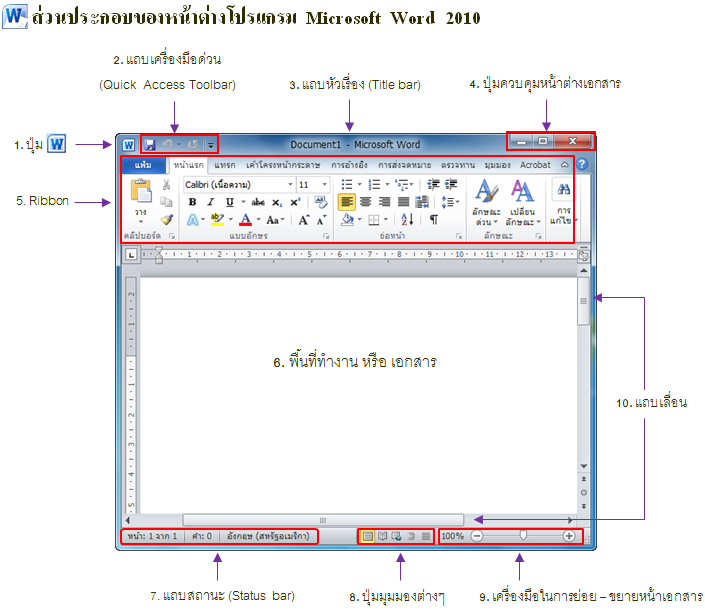 ส่วนประกอบของหน้าต่างโปรแกรม Microsoft Word 2010
2. แถบเครื่องมือด่วน
(Quick Access Toolbar)
3. แถบหัวเรื่อง (Title bar)
4. ปุ่มควบคุมหน้าต่างเอกสาร
1. ปุ่ม
Document1 - Microsoft Word
แฟ้ม หน้าแรก แทรก เค้าโครงหน้ากระดาษ การอ้างอิง การส่งจดหมาย ตรวจทาน มุมมอง Acrobat
5. Ribbon
Calibri (เนื้อความ) 11
วาง
ลักษณะด่วน
เปลี่ยนลักษณะ
การแก้ไข
คลิปบอร์ด แบบอักษร ย่อหน้า ลักษณะ
1 1 2 3 4 5 6 7 8 9 10 11 12 13
6. พื้นที่ทำงาน หรือ เอกสาร
10. แถบเลื่อน
หน้า: 1 จาก 1 คำ: 0 อังกฤษ (สหรัฐอเมริกา) 100%
7. แถบสถานะ (Status bar)
8. ปุ่มมุมมองต่างๆ
9. เครื่องมือในการย่อย – ขยายหน้าเอกสาร